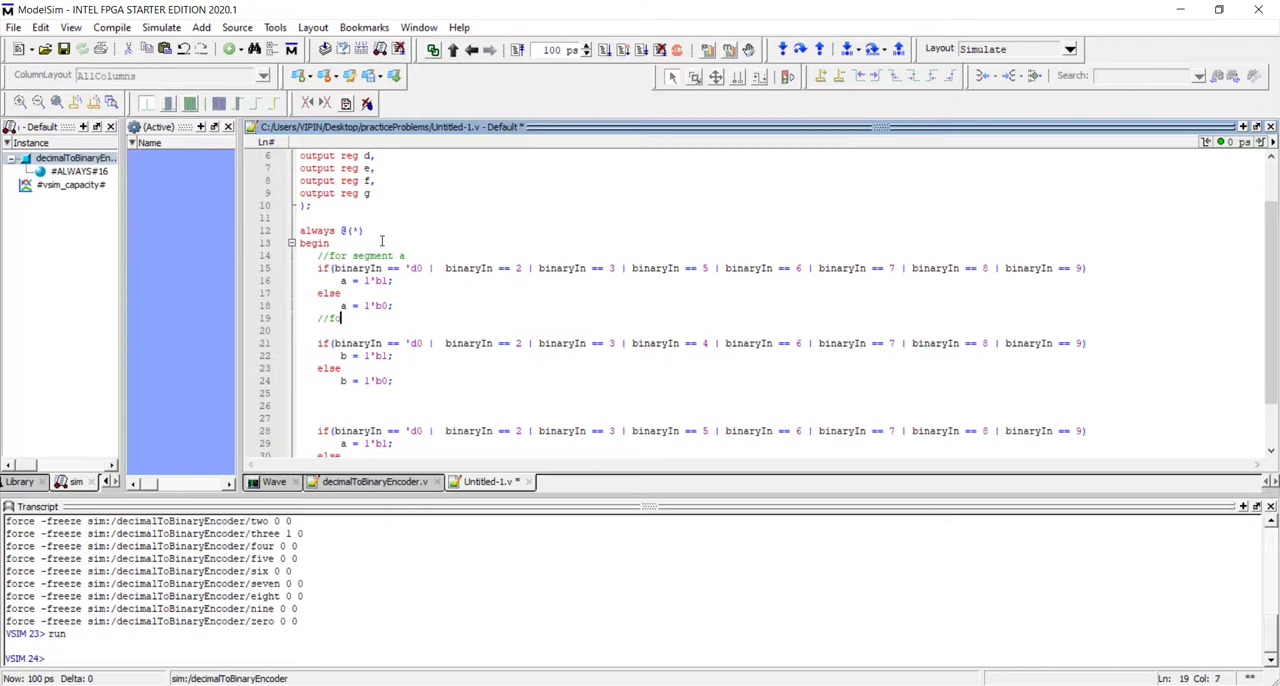 ModelSim - INTEL FPGA STARTER EDITION 2020.1
File Edit View Compile Simulate Add Source Tools Layout Bookmarks Window Help
100 ps Layout Simulate
ColumnLayout AllColumns Search:
- Default (Active) C:/Users/VIPIN/Desktop/practiceProblems/Untitled-1.v - Default *
Instance Name Ln# 0 ps
decimalToBinaryEn..
#ALWAYS#16
#vsim_capacity#
6 output reg d,
7 output reg e,
8 output reg f,
9 output reg g
10 );
11
12 always @(*)
13 begin
14 //for segment a
15 if(binaryIn == 'd0 | binaryIn == 2 | binaryIn == 3 | binaryIn == 5 | binaryIn == 6 | binaryIn == 7 | binaryIn == 8 | binaryIn == 9)
16 a = 1'b1;
17 else
18 a = 1'b0;
19 //fo
20
21 if(binaryIn == 'd0 | binaryIn == 2 | binaryIn == 3 | binaryIn == 4 | binaryIn == 6 | binaryIn == 7 | binaryIn == 8 | binaryIn == 9)
22 b = 1'b1;
23 else
24 b = 1'b0;
25
26
27
28 if(binaryIn == 'd0 | binaryIn == 2 | binaryIn == 3 | binaryIn == 5 | binaryIn == 6 | binaryIn == 7 | binaryIn == 8 | binaryIn == 9)
29 a = 1'b1;
30 else
Library sim Wave decimalToBinaryEncoder.v Untitled-1.v *
Transcript
force -freeze sim:/decimalToBinaryEncoder/two 0 0
force -freeze sim:/decimalToBinaryEncoder/three 1 0
force -freeze sim:/decimalToBinaryEncoder/four 0 0
force -freeze sim:/decimalToBinaryEncoder/five 0 0
force -freeze sim:/decimalToBinaryEncoder/six 0 0
force -freeze sim:/decimalToBinaryEncoder/seven 0 0
force -freeze sim:/decimalToBinaryEncoder/eight 0 0
force -freeze sim:/decimalToBinaryEncoder/nine 0 0
force -freeze sim:/decimalToBinaryEncoder/zero 0 0
VSIM 23> run
VSIM 24>
Now: 100 ps Delta: 0 sim:/decimalToBinaryEncoder Ln: 19 Col: 7